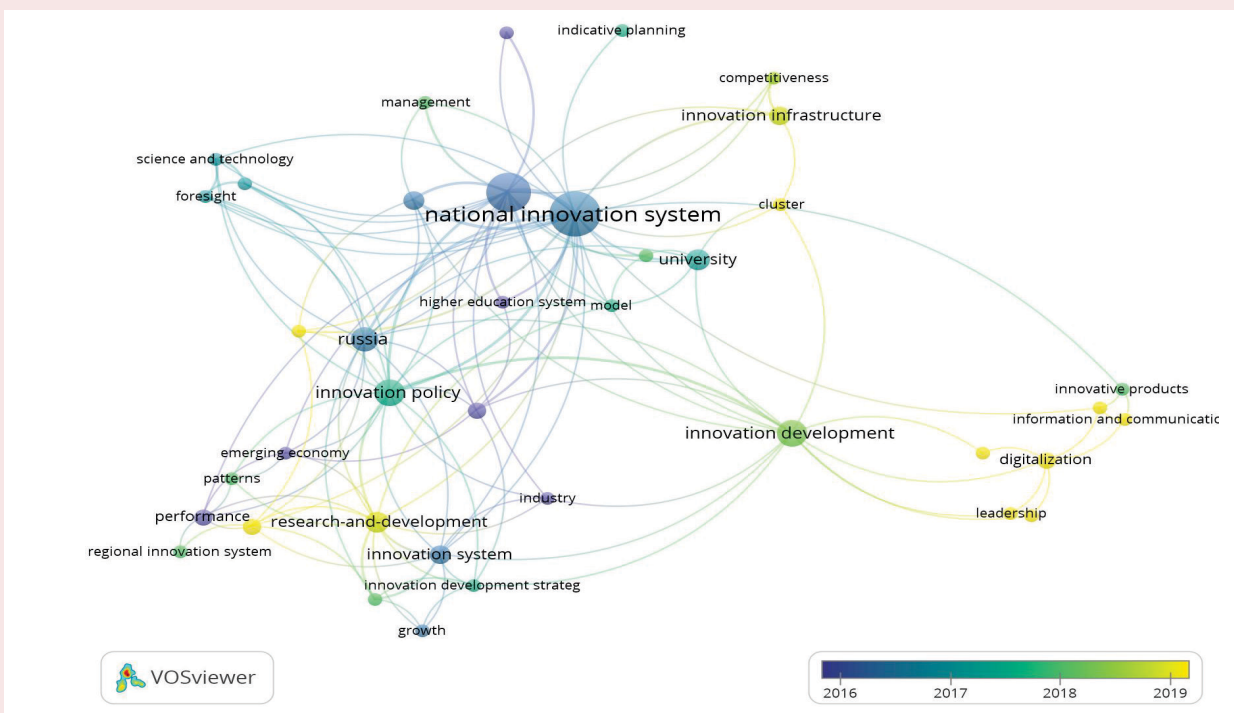 indicative planning
competitiveness
management
innovation infrastructure
science and technology
foresight
cluster
national innovation system
university
higher education system
model
russia
innovation policy
innovative products
information and communicatio
innovation development
emerging economy
digitalization
patterns
industry
performance
research-and-development
leadership
regional innovation system
innovation system
innovation development strateg
growth
VOSviewer
2016
2017
2018
2019